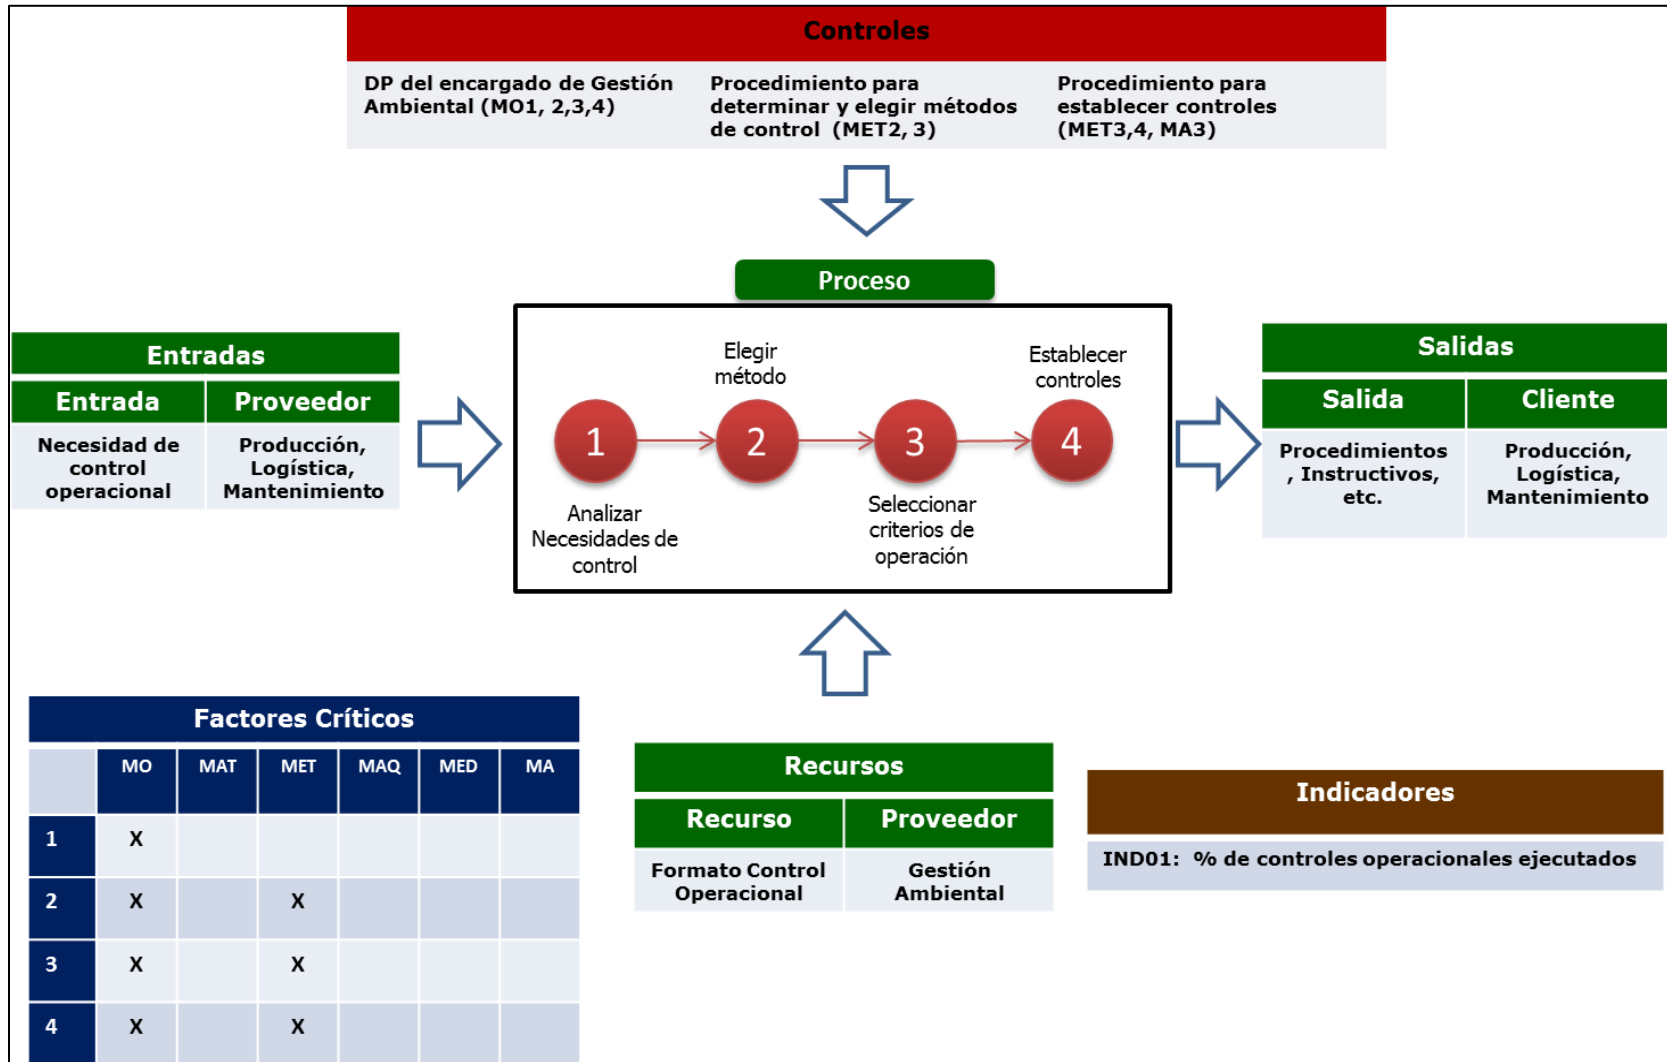 Controles
DP del encargado de Gestión
Ambiental (MO1, 2,3,4)
Procedimiento para
determinar y elegir métodos
de control (MET2, 3)
Procedimiento para
establecer controles
(MET3,4, MA3)
Proceso
Entradas
Entrada
Proveedor
Necesidad de
control
operacional
Producción,
Logística,
Mantenimiento
1
Analizar
Necesidades de
control
Elegir
método
2
3
Seleccionar
criterios de
operación
Establecer
controles
4
Salidas
Salida
Cliente
Procedimientos
, Instructivos,
etc.
Producción,
Logística,
Mantenimiento
Factores Críticos
MO MAT MET MAQ MED MA
1 X
2 X X
3 X X
4 X X
Recursos
Recurso
Proveedor
Formato Control
Operacional
Gestión
Ambiental
Indicadores
IND01: % de controles operacionales ejecutados